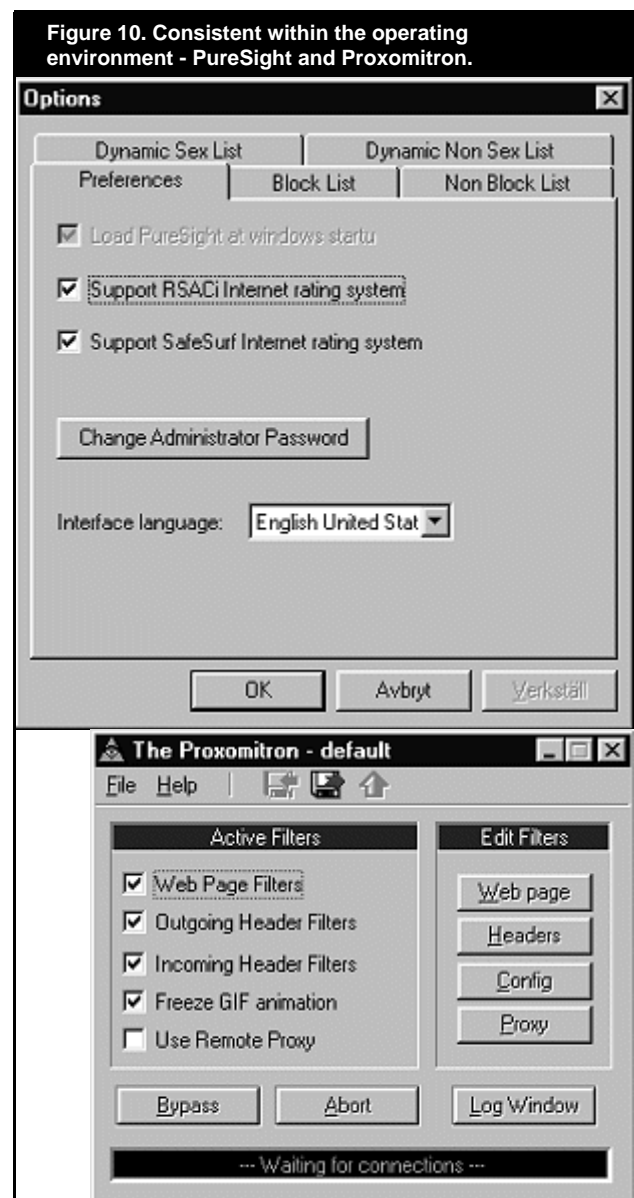 Figure 10. Consistent within the operating
environment - PureSight and Proxomitron.
Options
Dynamic Sex List Dynamic Non Sex List
Preferences Block List Non Block List
Load PureSight at windows startu
Support RSACi Internet rating system
Support SafeSurf Internet rating system
Change Administrator Password
Interface language: English United Stat
OK Avbryt Verkställ
The Proxomitron - default
File Help
Active Filters Edit Filters
Web Page Filters Web page
Outgoing Header Filters Headers
Incoming Header Filters Config
Freeze GIF animation Proxy
Use Remote Proxy
Bypass Abort Log Window
--- Waiting for connections ---